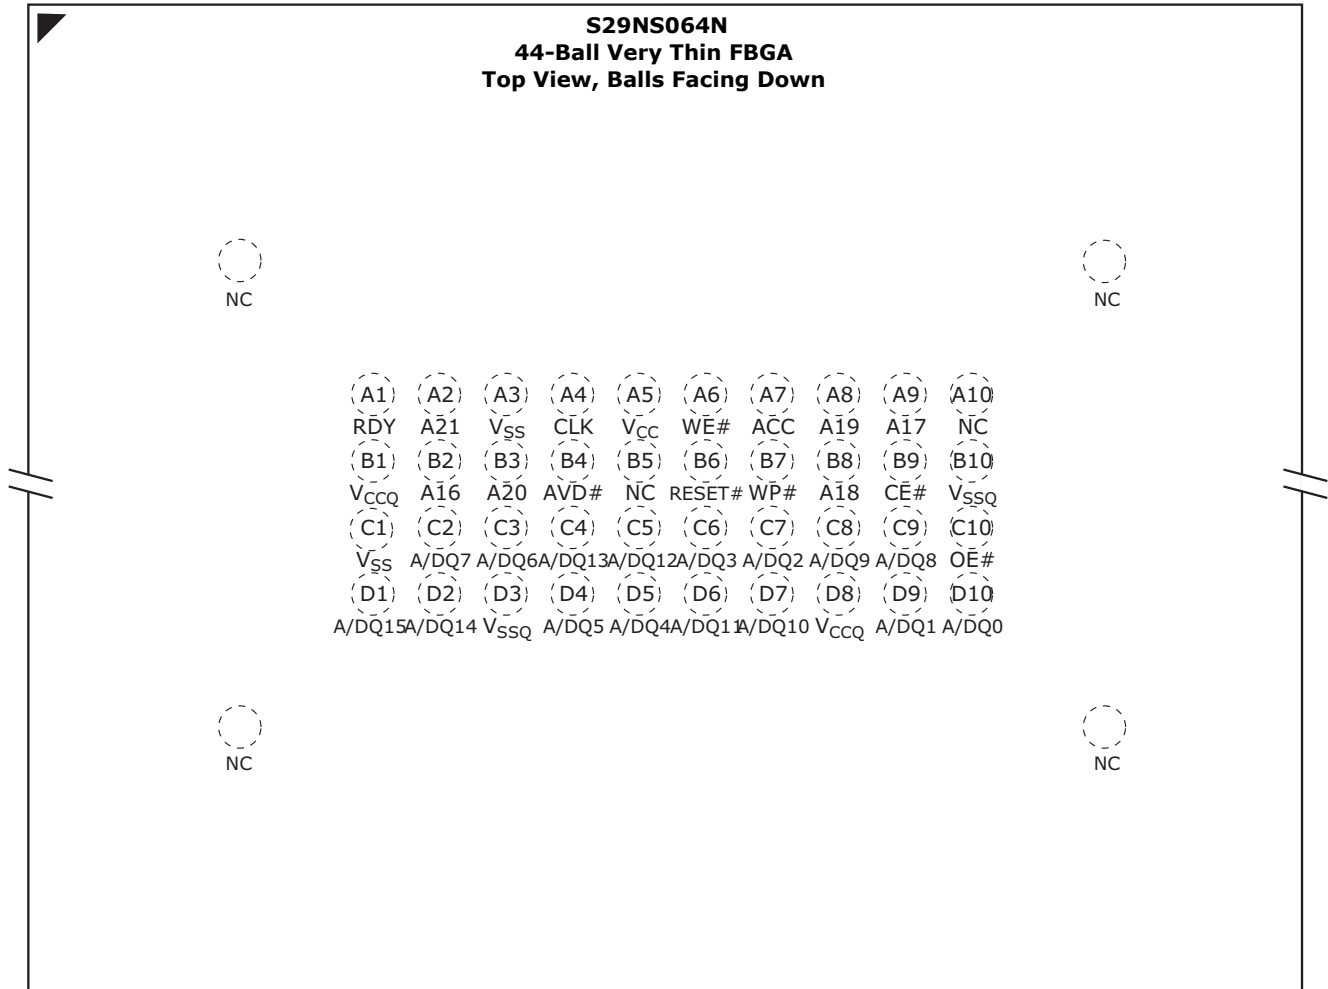 S29NS064N
44-Ball Very Thin FBGA
Top View, Balls Facing Down
NC NC
A1 A2 A3 A4 A5 A6 A7 A8 A9 A10
RDY A21 VSS CLK VCC WE# ACC A19 A17 NC
B1 B2 B3 B4 B5 B6 B7 B8 B9 B10
VCCQ A16 A20 AVD# NC RESET# WP# A18 CE# VSSQ
C1 C2 C3 C4 C5 C6 C7 C8 C9 C10
VSS A/DQ7 A/DQ6 A/DQ13 A/DQ12 A/DQ3 A/DQ2 A/DQ9 A/DQ8 OE#
D1 D2 D3 D4 D5 D6 D7 D8 D9 D10
A/DQ15 A/DQ14 VSSQ A/DQ5 A/DQ4 A/DQ11 A/DQ10 VCCQ A/DQ1 A/DQ0
NC NC